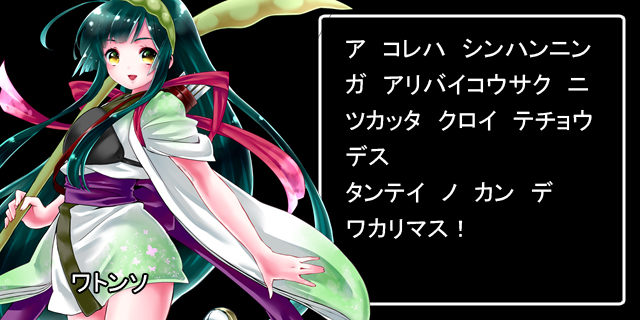 ア コレハ シンハンニン
ガ アリバイコウサク ニ
ツカッタ クロイ テチョウ
デス
タンテイ ノ カン デ
ワカリマス！
ワトンソ